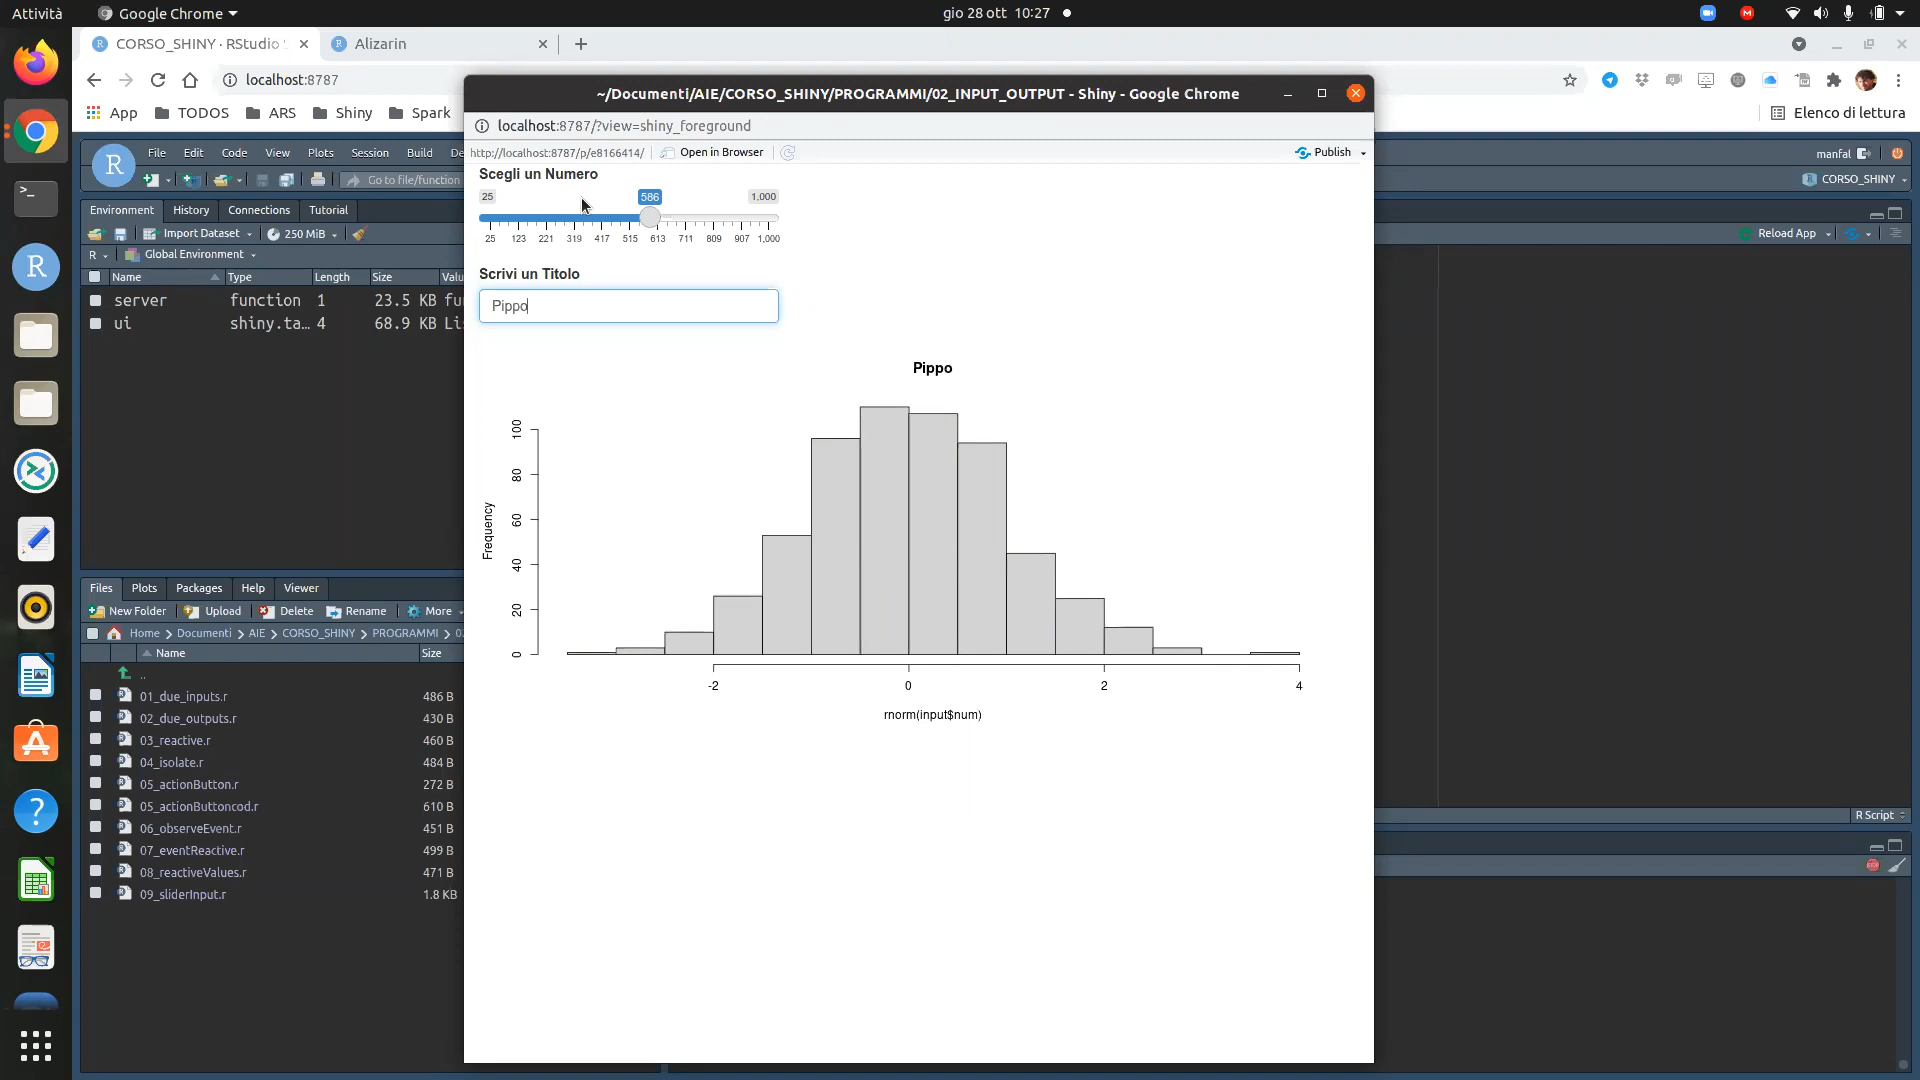 Attività
Google Chrome
gio 28 ott 10:27
CORSO_SHINY · RStudio
Alizarin
localhost:8787
App
TODOS
ARS
Shiny
Spark
Elenco di lettura
~/Documenti/AIE/CORSO_SHINY/PROGRAMMI/02_INPUT_OUTPUT - Shiny - Google Chrome
localhost:8787/?view=shiny_foreground
http://localhost:8787/p/e8166414/
Open in Browser
Publish
File Edit Code View Plots Session Build De
manfal
Go to file/function
CORSO_SHINY
Environment History Connections Tutorial
Import Dataset
250 MiB
Reload App
R
Global Environment
Name Type Length Size Valu
server function 1 23.5 KB fu
ui shiny.ta… 4 68.9 KB Li
Scegli un Numero
25 586 1,000
25 123 221 319 417 515 613 711 809 907 1,000
Scrivi un Titolo
Pippo
Pippo
Frequency
0 20 40 60 80 100
-2 0 2 4
rnorm(input$num)
R Script
Files Plots Packages Help Viewer
New Folder Upload Delete Rename More
Home Documenti AIE CORSO_SHINY PROGRAMMI 02
Name Size
..
01_due_inputs.r 486 B
02_due_outputs.r 430 B
03_reactive.r 460 B
04_isolate.r 484 B
05_actionButton.r 272 B
05_actionButtoncod.r 610 B
06_observeEvent.r 451 B
07_eventReactive.r 499 B
08_reactiveValues.r 471 B
09_sliderInput.r 1.8 KB